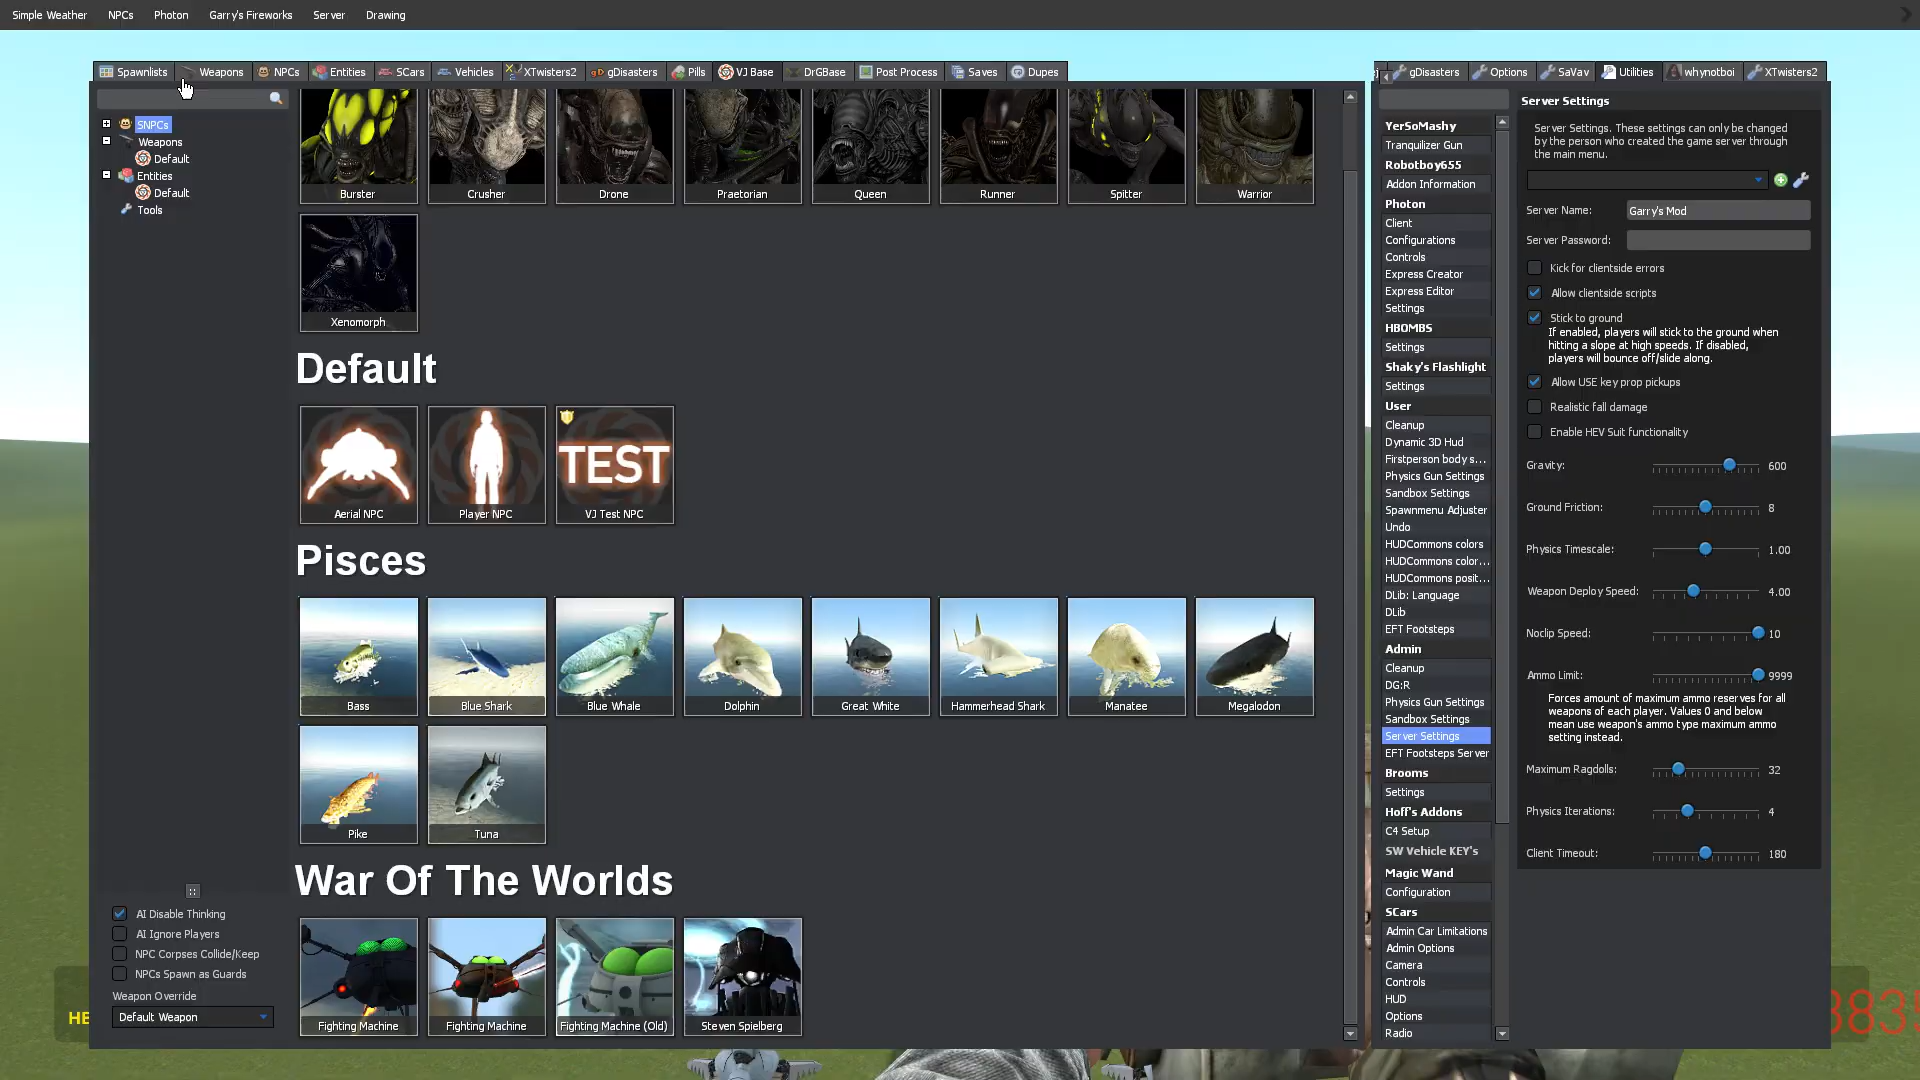 Simple Weather NPCs Photon Garry's Fireworks Server Drawing
Spawnlists Weapons NPCs Entities SCars Vehicles XTwisters2 gDisasters Pills VJ Base DrGBase Post Process Saves Dupes
gDisasters Options SaVav Utilities whynotboi XTwisters2
SNPCs
Weapons
Default
Entities
Default
Tools
AI Disable Thinking
AI Ignore Players
NPC Corpses Collide/Keep
NPCs Spawn as Guards
Weapon Override
Default Weapon
HE
Burster Crusher Drone Praetorian Queen Runner Spitter Warrior
Xenomorph
Default
TEST
Aerial NPC Player NPC VJ Test NPC
Pisces
Bass Blue Shark Blue Whale Dolphin Great White Hammerhead Shark Manatee Megalodon
Pike Tuna
War Of The Worlds
Fighting Machine Fighting Machine Fighting Machine (Old) Steven Spielberg
YerSoMashy
Tranquilizer Gun
Robotboy655
Addon Information
Photon
Client
Configurations
Controls
Express Creator
Express Editor
Settings
HBOMBS
Settings
Shaky's Flashlight
Settings
User
Cleanup
Dynamic 3D Hud
Firstperson body s...
Physics Gun Settings
Sandbox Settings
Spawnmenu Adjuster
Undo
HUDCommons colors
HUDCommons color...
HUDCommons posit...
DLib: Language
DLib
EFT Footsteps
Admin
Cleanup
DG:R
Physics Gun Settings
Sandbox Settings
Server Settings
EFT Footsteps Server
Brooms
Settings
Hoff's Addons
C4 Setup
SW Vehicle KEY's
Magic Wand
Configuration
SCars
Admin Car Limitations
Admin Options
Camera
Controls
HUD
Options
Radio
Server Settings
Server Settings. These settings can only be changed
by the person who created the game server through
the main menu.
Server Name: Garry's Mod
Server Password:
Kick for clientside errors
Allow clientside scripts
Stick to ground
If enabled, players will stick to the ground when
hitting a slope at high speeds. If disabled,
players will bounce off/slide along.
Allow USE key prop pickups
Realistic fall damage
Enable HEV Suit functionality
Gravity: 600
Ground Friction: 8
Physics Timescale: 1.00
Weapon Deploy Speed: 4.00
Noclip Speed: 10
Ammo Limit: 9999
Forces amount of maximum ammo reserves for all
weapons of each player. Values 0 and below
mean use weapon's ammo type maximum ammo
setting instead.
Maximum Ragdolls: 32
Physics Iterations: 4
Client Timeout: 180